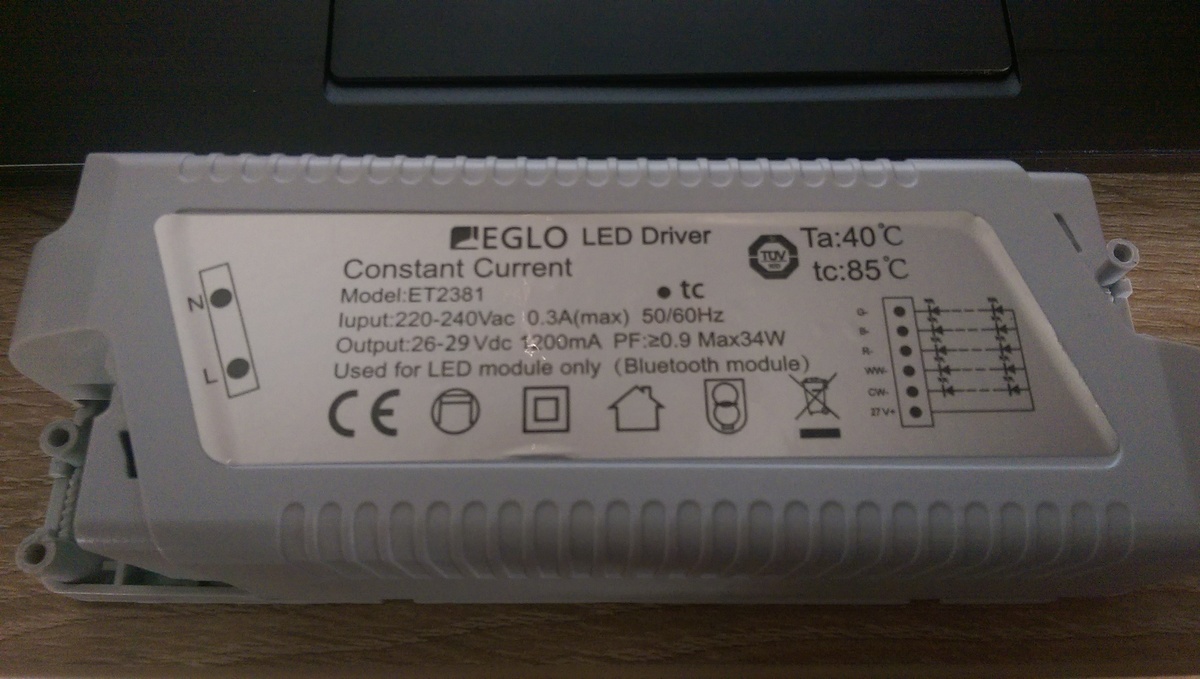 EGLO LED Driver
Constant Current
Model:ET2381
Iuput:220-240Vac 0.3A(max) 50/60Hz
Output:26-29Vdc 1200mA PF:≥0.9 Max34W
Used for LED module only (Bluetooth module)
tc
TÜV
Ta:40℃
tc:85℃
N
L
CE
G-
B-
R-
WW-
CW-
27V+